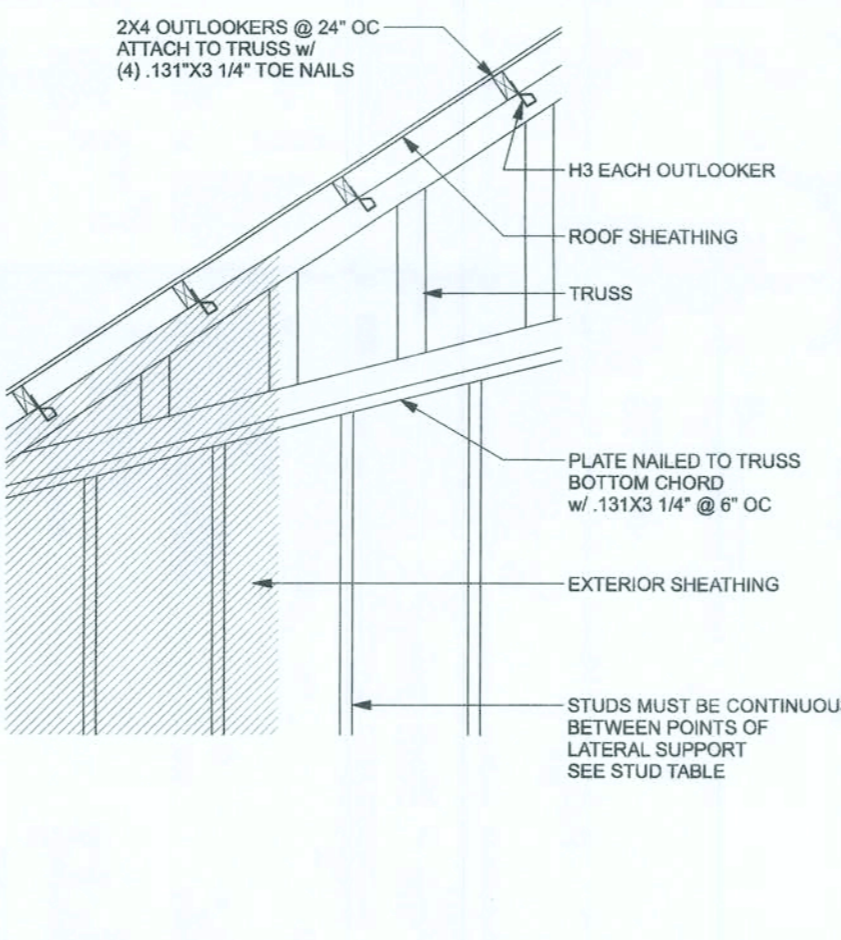 2X4 OUTLOOKERS @ 24" OC
ATTACH TO TRUSS w/
(4) .131"X3 1/4" TOE NAILS
H3 EACH OUTLOOKER
ROOF SHEATHING
TRUSS
PLATE NAILED TO TRUSS
BOTTOM CHORD
w/ .131X3 1/4" @ 6" OC
EXTERIOR SHEATHING
STUDS MUST BE CONTINUOUS
BETWEEN POINTS OF
LATERAL SUPPORT
SEE STUD TABLE